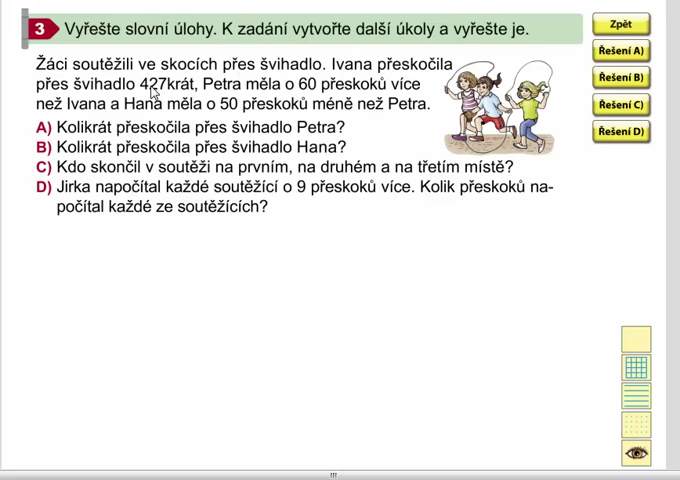 3 Vyřešte slovní úlohy. K zadání vytvořte další úkoly a vyřešte je.
Zpět
Řešení A)
Řešení B)
Řešení C)
Řešení D)
Žáci soutěžili ve skocích přes švihadlo. Ivana přeskočila
přes švihadlo 427krát, Petra měla o 60 přeskoků více
než Ivana a Hana měla o 50 přeskoků méně než Petra.
A) Kolikrát přeskočila přes švihadlo Petra?
B) Kolikrát přeskočila přes švihadlo Hana?
C) Kdo skončil v soutěži na prvním, na druhém a na třetím místě?
D) Jirka napočítal každé soutěžící o 9 přeskoků více. Kolik přeskoků na-
počítal každé ze soutěžících?